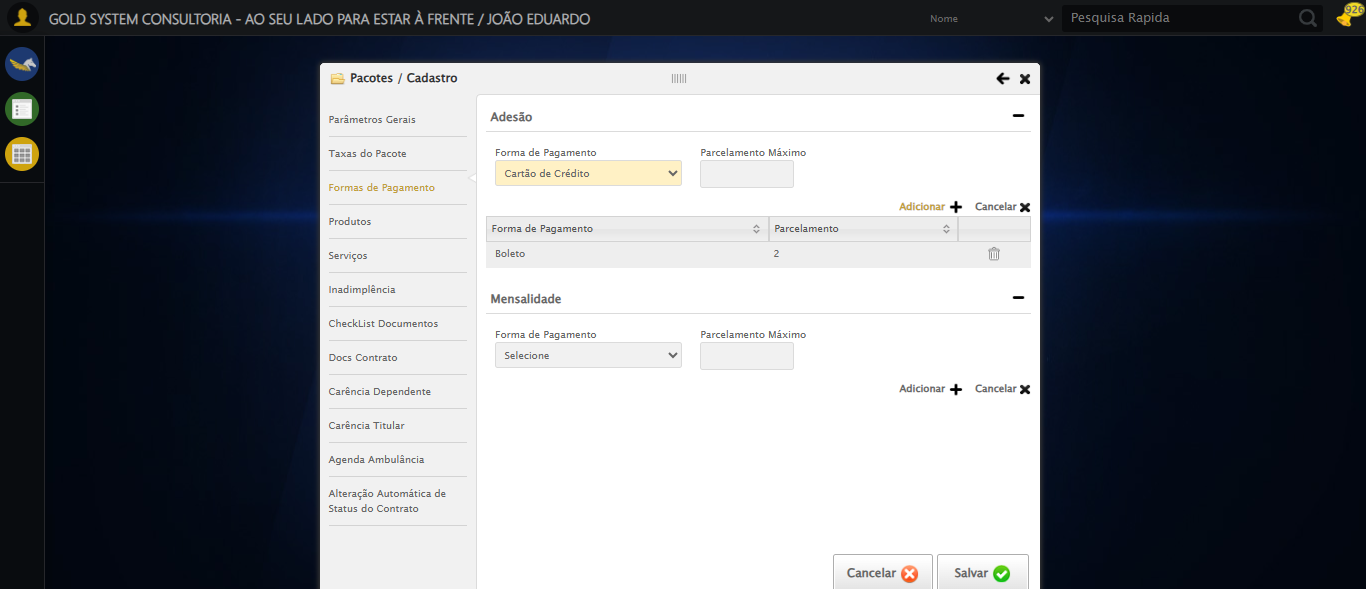 GOLD SYSTEM CONSULTORIA - AO SEU LADO PARA ESTAR À FRENTE / JOÃO EDUARDO
Nome
Pesquisa Rapida
926
Pacotes / Cadastro
Parâmetros Gerais
Taxas do Pacote
Formas de Pagamento
Produtos
Serviços
Inadimplência
CheckList Documentos
Docs Contrato
Carência Dependente
Carência Titular
Agenda Ambulância
Alteração Automática de
Status do Contrato
Adesão
Forma de Pagamento Parcelamento Máximo
Cartão de Crédito
Adicionar Cancelar
Forma de Pagamento Parcelamento
Boleto 2
Mensalidade
Forma de Pagamento Parcelamento Máximo
Selecione
Adicionar Cancelar
Cancelar Salvar